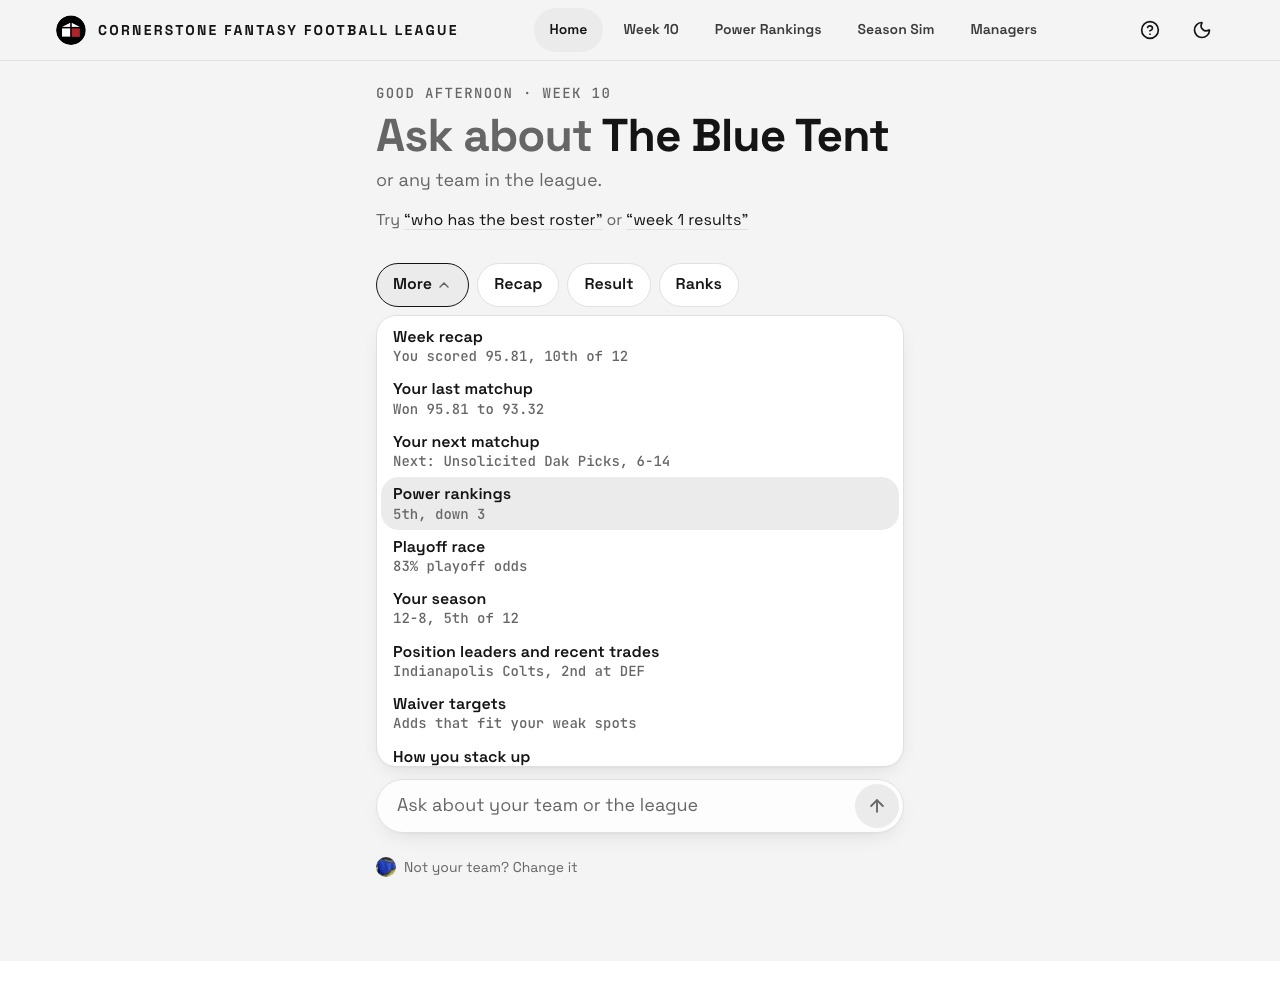 CORNERSTONE FANTASY FOOTBALL LEAGUE
Home
Week 10
Power Rankings
Season Sim
Managers
GOOD AFTERNOON · WEEK 10
Ask about The Blue Tent
or any team in the league.
Try “who has the best roster” or “week 1 results”
More
Recap
Result
Ranks
Week recap
You scored 95.81, 10th of 12
Your last matchup
Won 95.81 to 93.32
Your next matchup
Next: Unsolicited Dak Picks, 6-14
Power rankings
5th, down 3
Playoff race
83% playoff odds
Your season
12-8, 5th of 12
Position leaders and recent trades
Indianapolis Colts, 2nd at DEF
Waiver targets
Adds that fit your weak spots
How you stack up
Ask about your team or the league
Not your team? Change it